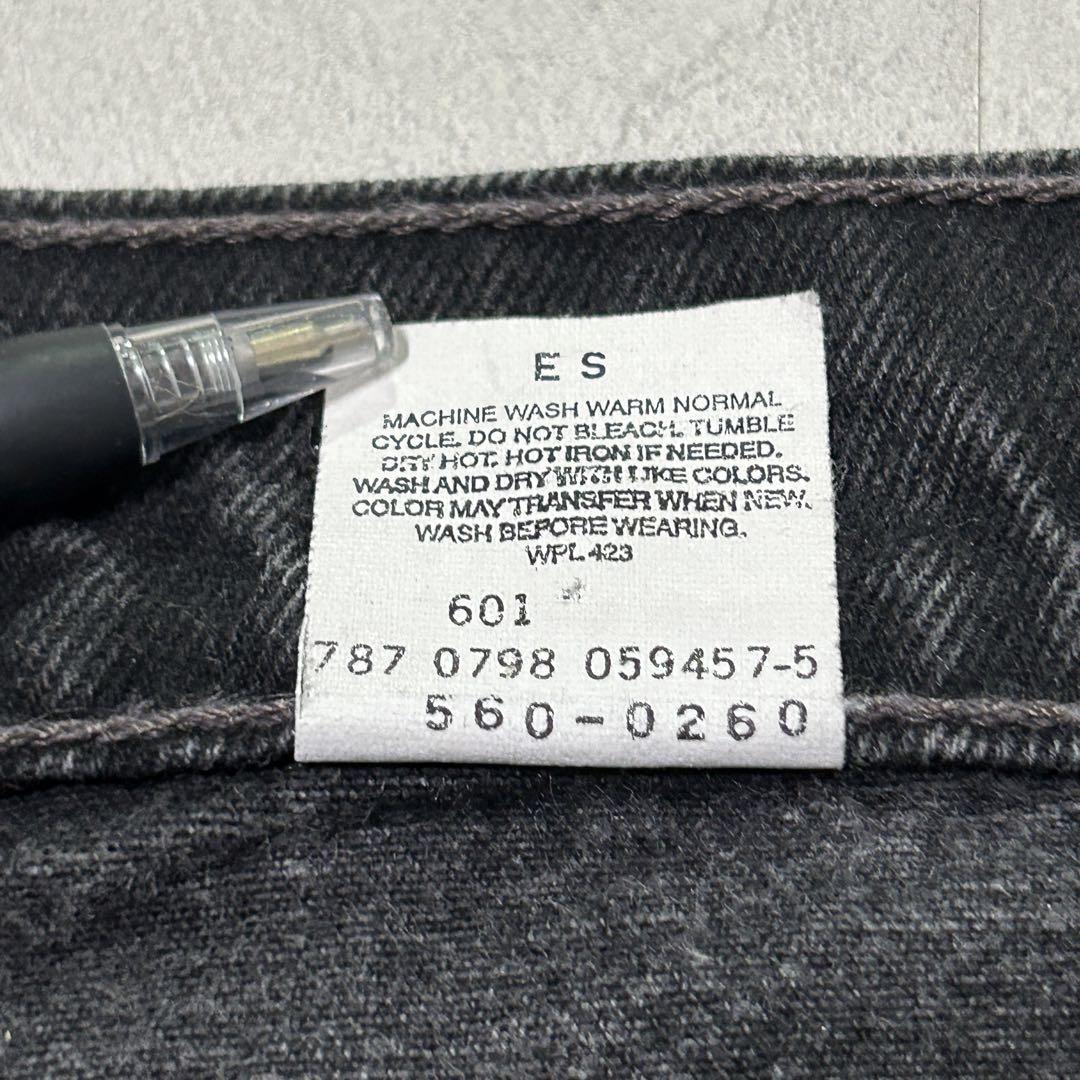 E S
MACHINE WASH WARM NORMAL
CYCLE. DO NOT BLEACH. TUMBLE
DRY HOT. HOT IRON IF NEEDED.
WASH AND DRY WITH LIKE COLORS.
COLOR MAY TRANSFER WHEN NEW.
WASH BEFORE WEARING.
WPL 423
601
787 0798 059457-5
560-0260